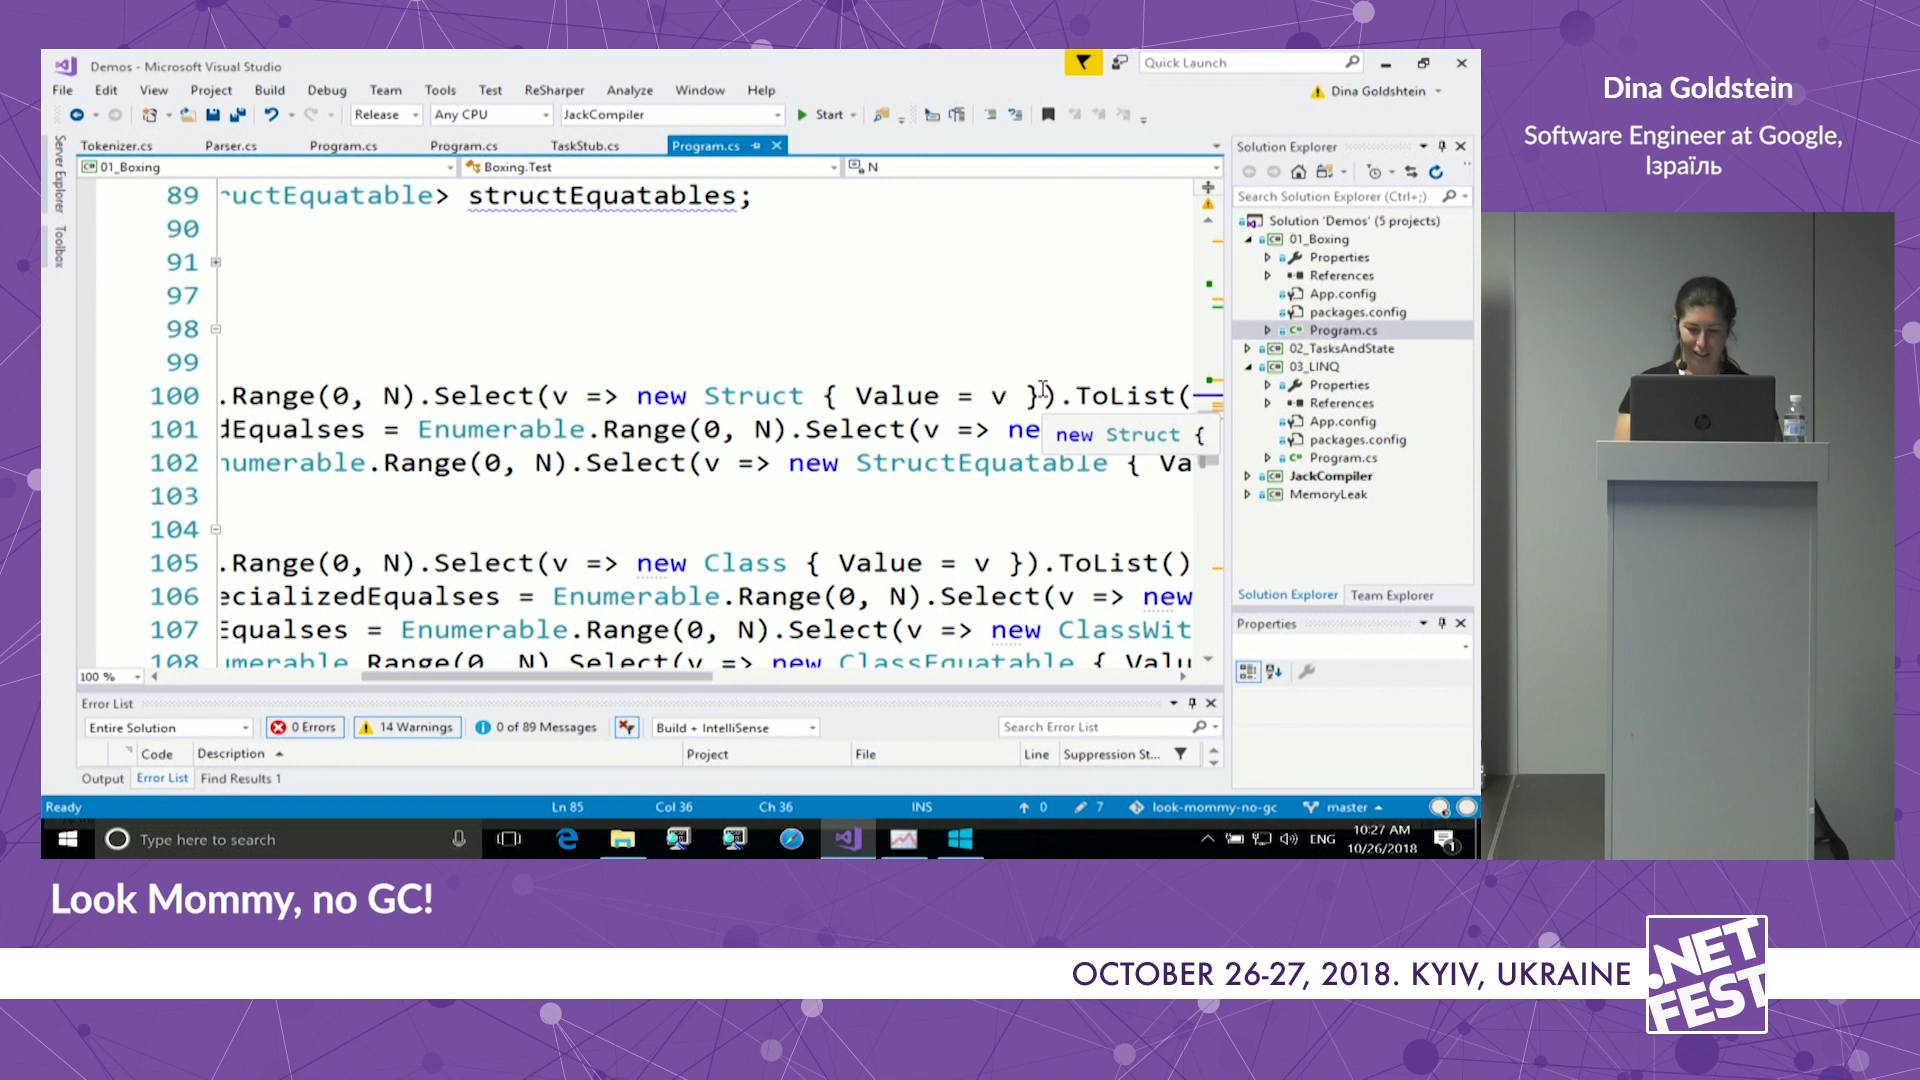 Demos - Microsoft Visual Studio
Quick Launch
File Edit View Project Build Debug Team Tools Test ReSharper Analyze Window Help
Dina Goldshtein
Release Any CPU JackCompiler Start
Server Explorer
Toolbox
Tokenizer.cs Parser.cs Program.cs Program.cs TaskStub.cs Program.cs
01_Boxing Boxing.Test N
89 ructEquatable> structEquatables;
90
91
97
98
99
100 .Range(0, N).Select(v => new Struct { Value = v }).ToList(
101 dEqualses = Enumerable.Range(0, N).Select(v => ne
new Struct {
102 numerable.Range(0, N).Select(v => new StructEquatable { Va
103
104
105 .Range(0, N).Select(v => new Class { Value = v }).ToList()
106 ecializedEqualses = Enumerable.Range(0, N).Select(v => new
107 Equalses = Enumerable.Range(0, N).Select(v => new ClassWit
108 umerable.Range(0, N).Select(v => new ClassEquatable { Valu
100 %
Solution Explorer
Search Solution Explorer (Ctrl+;)
Solution 'Demos' (5 projects)
01_Boxing
Properties
References
App.config
packages.config
Program.cs
02_TasksAndState
03_LINQ
Properties
References
App.config
packages.config
Program.cs
JackCompiler
MemoryLeak
Solution Explorer Team Explorer
Properties
Error List
Entire Solution 0 Errors 14 Warnings 0 of 89 Messages Build + IntelliSense Search Error List
Code Description Project File Line Suppression St...
Output Error List Find Results 1
Ready Ln 85 Col 36 Ch 36 INS 0 7 look-mommy-no-gc master
Type here to search
ENG
10:27 AM
10/26/2018
1
Dina Goldstein
Software Engineer at Google,
Ізраїль
Look Mommy, no GC!
OCTOBER 26-27, 2018. KYIV, UKRAINE
.NET
FEST